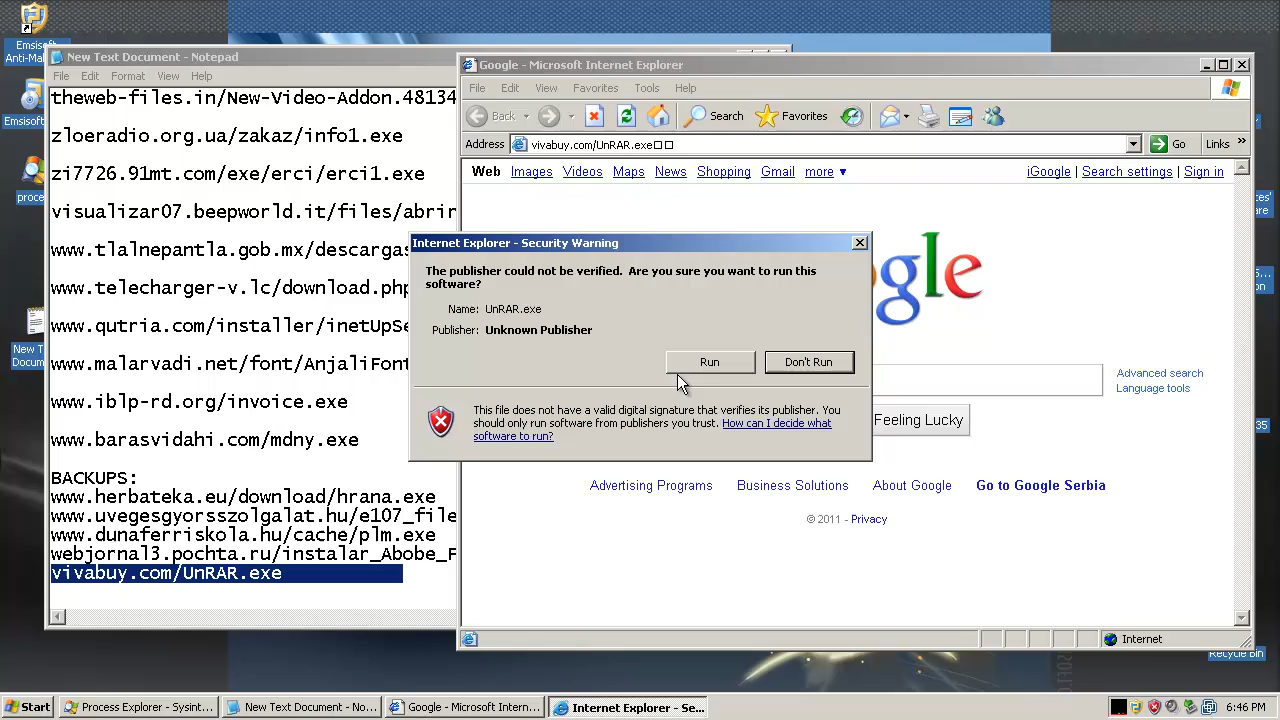 Emsisoft
Anti-Ma
Emsisof
proce
New T
Docum
New Text Document - Notepad
File Edit Format View Help
theweb-files.in/New-Video-Addon.48134
zloeradio.org.ua/zakaz/info1.exe
zi7726.91mt.com/exe/erci/erci1.exe
visualizar07.beepworld.it/files/abrir
www.tlalnepantla.gob.mx/descargas
www.telecharger-v.lc/download.php
www.qutria.com/installer/inetUpSe
www.malarvadi.net/font/AnjaliFont
www.iblp-rd.org/invoice.exe
www.barasvidahi.com/mdny.exe
BACKUPS:
www.herbateka.eu/download/hrana.exe
www.uvegesgyorsszolgalat.hu/e107_file
www.dunaferriskola.hu/cache/plm.exe
webjornal3.pochta.ru/instalar_Abobe_F
vivabuy.com/UnRAR.exe
Google - Microsoft Internet Explorer
File Edit View Favorites Tools Help
Back Search Favorites
Address vivabuy.com/UnRAR.exe□□ Go Links »
Web Images Videos Maps News Shopping Gmail more ▼ iGoogle | Search settings | Sign in
ogle
Advanced search
Language tools
Feeling Lucky
Advertising Programs Business Solutions About Google Go to Google Serbia
© 2011 - Privacy
Internet
Internet Explorer - Security Warning
The publisher could not be verified. Are you sure you want to run this
software?
Name: UnRAR.exe
Publisher: Unknown Publisher
Run Don't Run
This file does not have a valid digital signature that verifies its publisher. You
should only run software from publishers you trust. How can I decide what
software to run?
Recycle Bin
Start Process Explorer - Sysint... New Text Document - No... Google - Microsoft Intern... Internet Explorer - Se... 6:46 PM